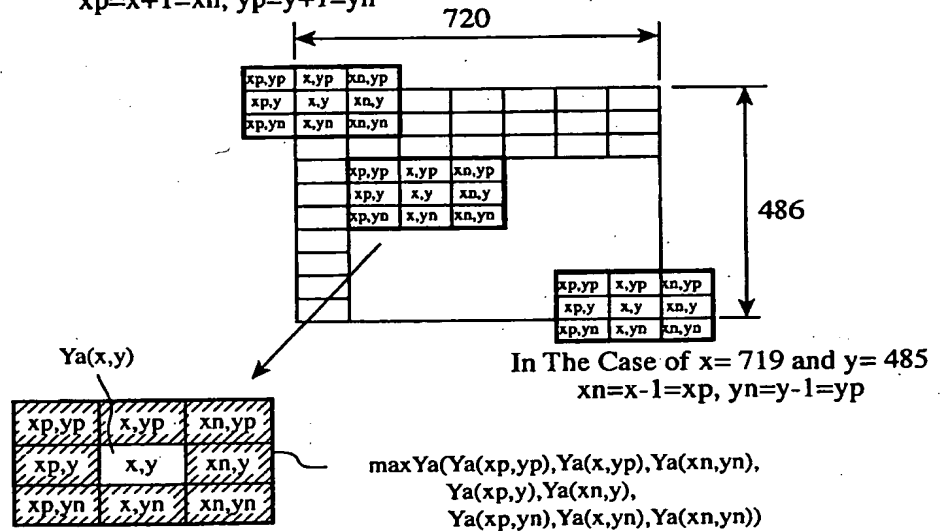 xp=x+1=xn, yp=y+1=yn
720
xp,yp x,yp xn,yp
xp,y x,y xn,y
xp,yn x,yn xn,yn
xp,yp x,yp xn,yp
xp,y x,y xn,y
xp,yn x,yn xn,yn
486
xp,yp x,yp xn,yp
xp,y x,y xn,y
xp,yn x,yn xn,yn
In The Case of x= 719 and y= 485
xn=x-1=xp, yn=y-1=yp
Ya(x,y)
xp,yp x,yp xn,yp
xp,y x,y xn,y
xp,yn x,yn xn,yn
maxYa(Ya(xp,yp),Ya(x,yp),Ya(xn,yn),
Ya(xp,y),Ya(xn,y),
Ya(xp,yn),Ya(x,yn),Ya(xn,yn))